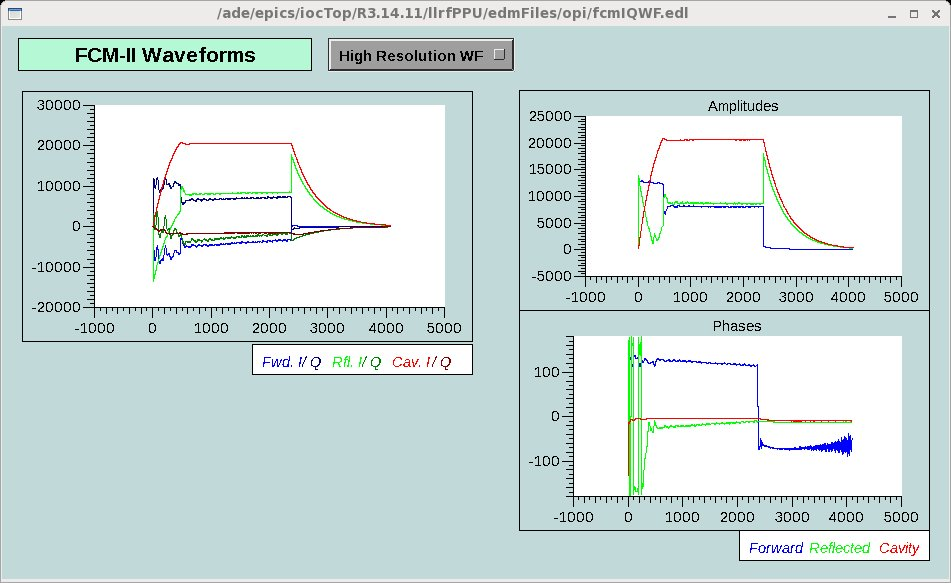 /ade/epics/iocTop/R3.14.11/llrfPPU/edmFiles/opi/fcmIQWF.edl
FCM-II Waveforms
High Resolution WF
30000
20000
10000
0
-10000
-20000
-1000 0 1000 2000 3000 4000 5000
Fwd. I/ Q Rfl. I/ Q Cav. I/ Q
Amplitudes
25000
20000
15000
10000
5000
0
-5000
-1000 0 1000 2000 3000 4000 5000
Phases
100
0
-100
-1000 0 1000 2000 3000 4000 5000
Forward Reflected Cavity